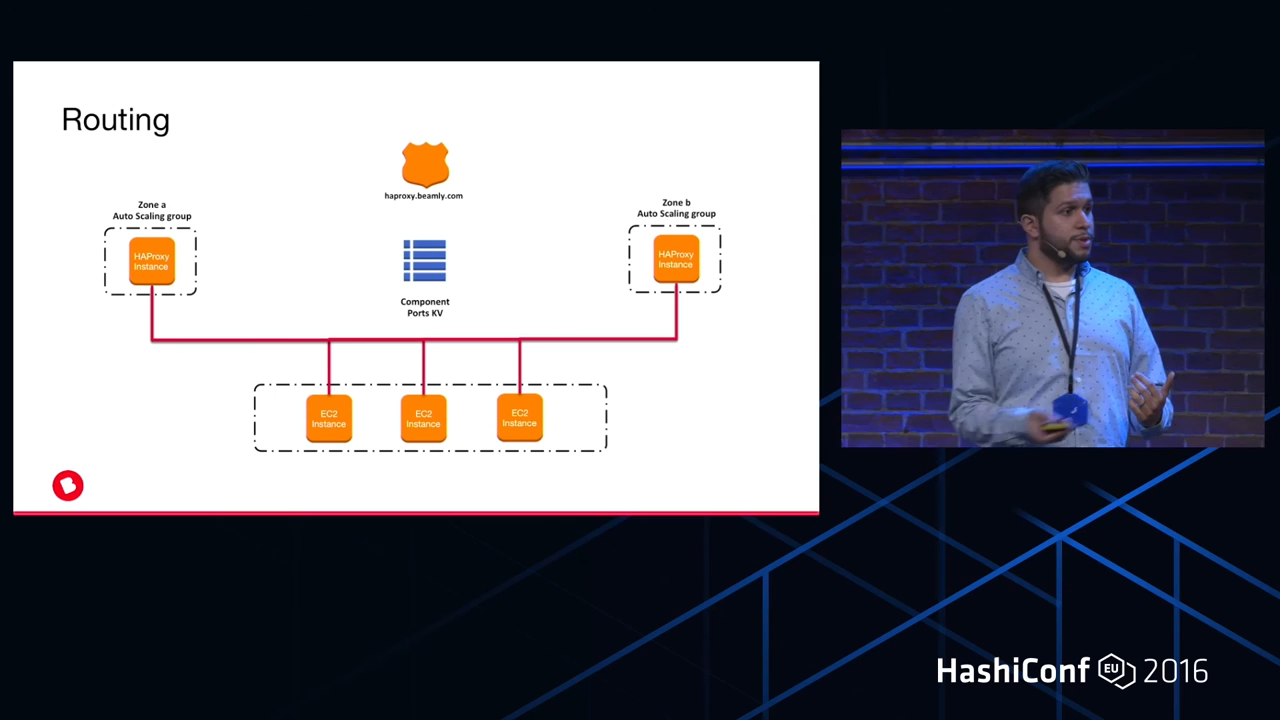 Routing
haproxy.beamly.com
Zone a
Auto Scaling group
HAProxy
Instance
Zone b
Auto Scaling group
HAProxy
Instance
Component
Ports KV
EC2
Instance
EC2
Instance
EC2
Instance
HashiConf EU 2016